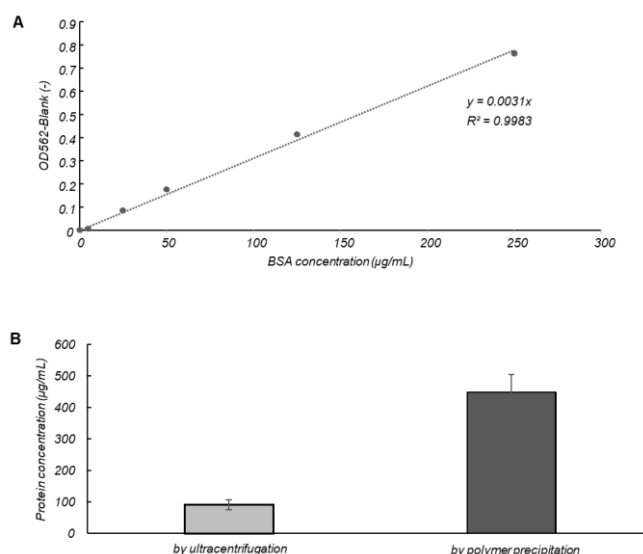 A
OD562-Blank (-)
0.9
0.8
0.7
0.6
0.5
0.4
0.3
0.2
0.1
0
y = 0.0031x
R² = 0.9983
0
50
100
150
200
250
300
BSA concentration (µg/mL)
B
Protein concentration (µg/mL)
600
500
400
300
200
100
0
by ultracentrifugation
by polymer precipitation